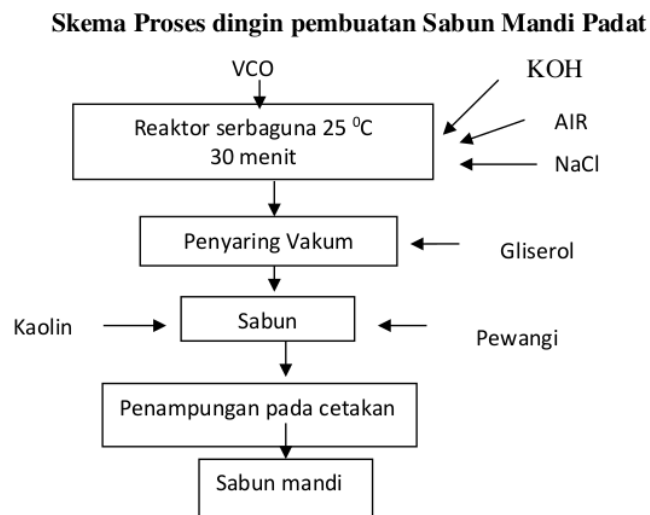 Skema Proses dingin pembuatan Sabun Mandi Padat
VCO
KOH
Reaktor serbaguna 25 ⁰C
30 menit
AIR
NaCl
Penyaring Vakum
Gliserol
Kaolin
Sabun
Pewangi
Penampungan pada cetakan
Sabun mandi